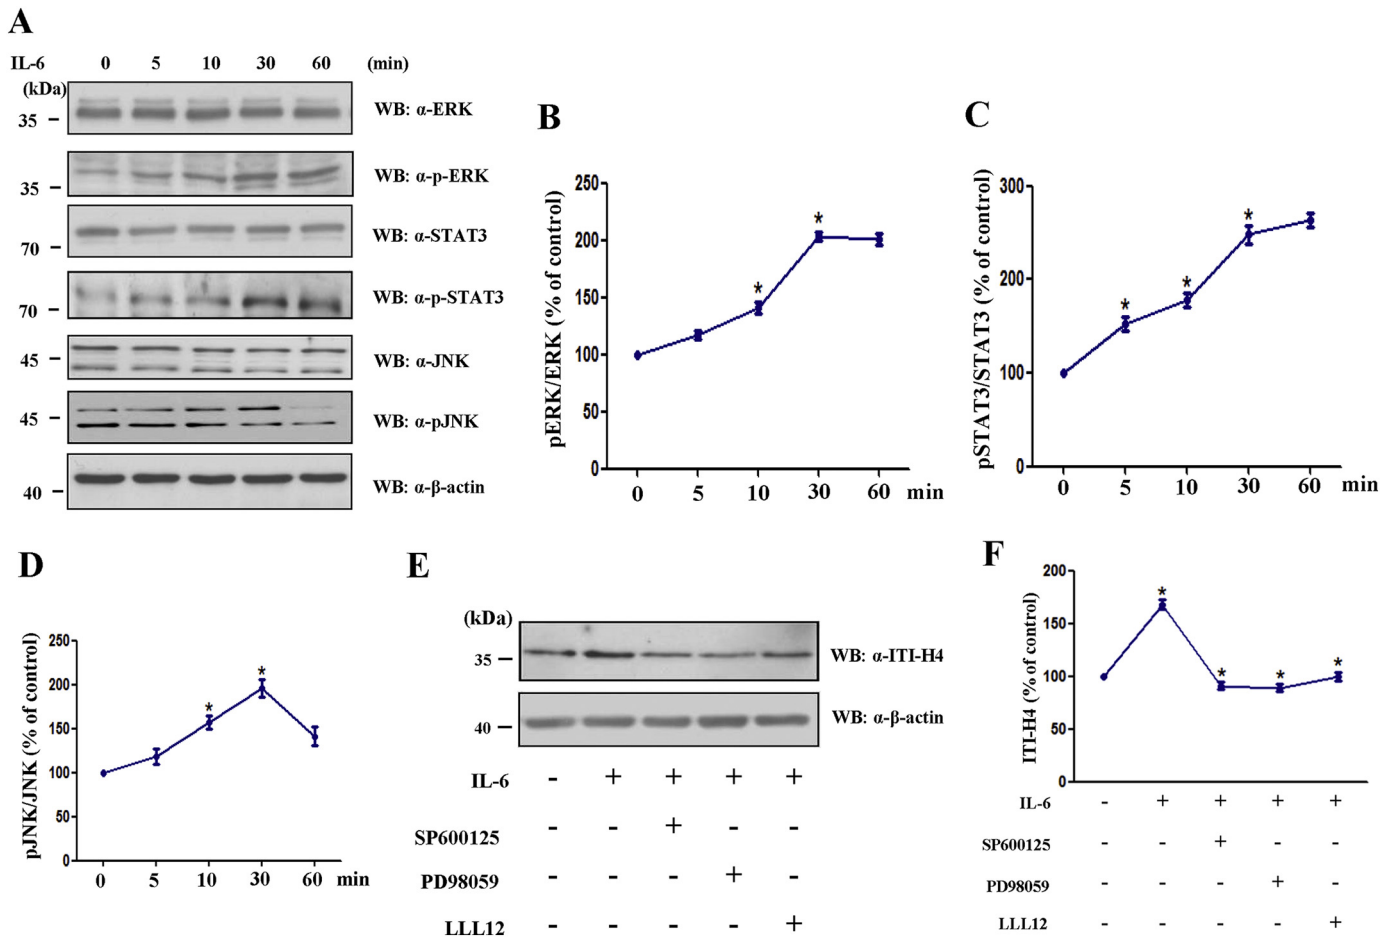 A
IL-6 0 5 10 30 60 (min)
(kDa)
35 WB: α-ERK
35 WB: α-p-ERK
70 WB: α-STAT3
70 WB: α-p-STAT3
45 WB: α-JNK
45 WB: α-pJNK
40 WB: α-β-actin
B
pERK/ERK (% of control)
250
200
150
100
50
0
* *
0 5 10 30 60 min
C
pSTAT3/STAT3 (% of control)
300
200
100
0
* * *
0 5 10 30 60 min
D
pJNK/JNK (% of control)
250
200
150
100
50
0
* *
0 5 10 30 60 min
E
(kDa)
35 WB: α-ITI-H4
40 WB: α-β-actin
IL-6 - + + + +
SP600125 - - + - -
PD98059 - - - + -
LLL12 - - - - +
F
ITI-H4 (% of control)
200
150
100
50
0
* * * *
IL-6 - + + + +
SP600125 - - + - -
PD98059 - - - + -
LLL12 - - - - +